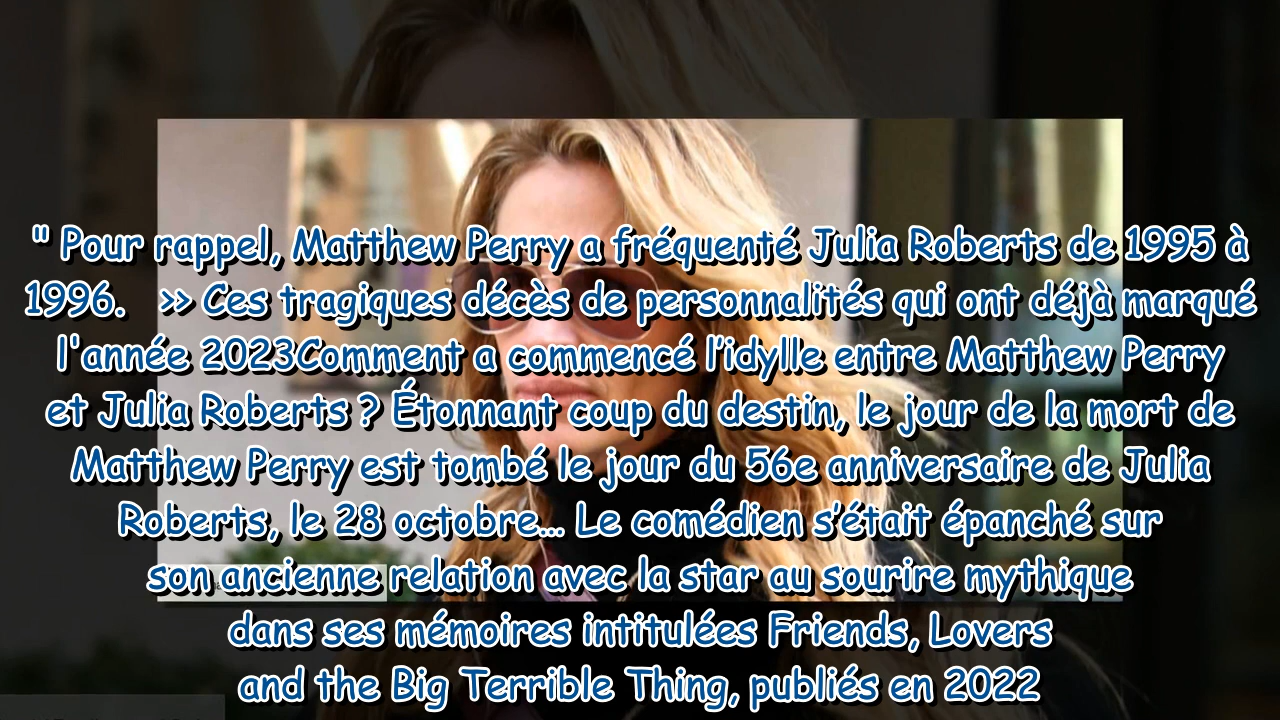 " Pour rappel, Matthew Perry a fréquenté Julia Roberts de 1995 à
1996.   >> Ces tragiques décès de personnalités qui ont déjà marqué
l'année 2023Comment a commencé l’idylle entre Matthew Perry
et Julia Roberts ? Étonnant coup du destin, le jour de la mort de
Matthew Perry est tombé le jour du 56e anniversaire de Julia
Roberts, le 28 octobre… Le comédien s’était épanché sur
son ancienne relation avec la star au sourire mythique
dans ses mémoires intitulées Friends, Lovers
and the Big Terrible Thing, publiés en 2022